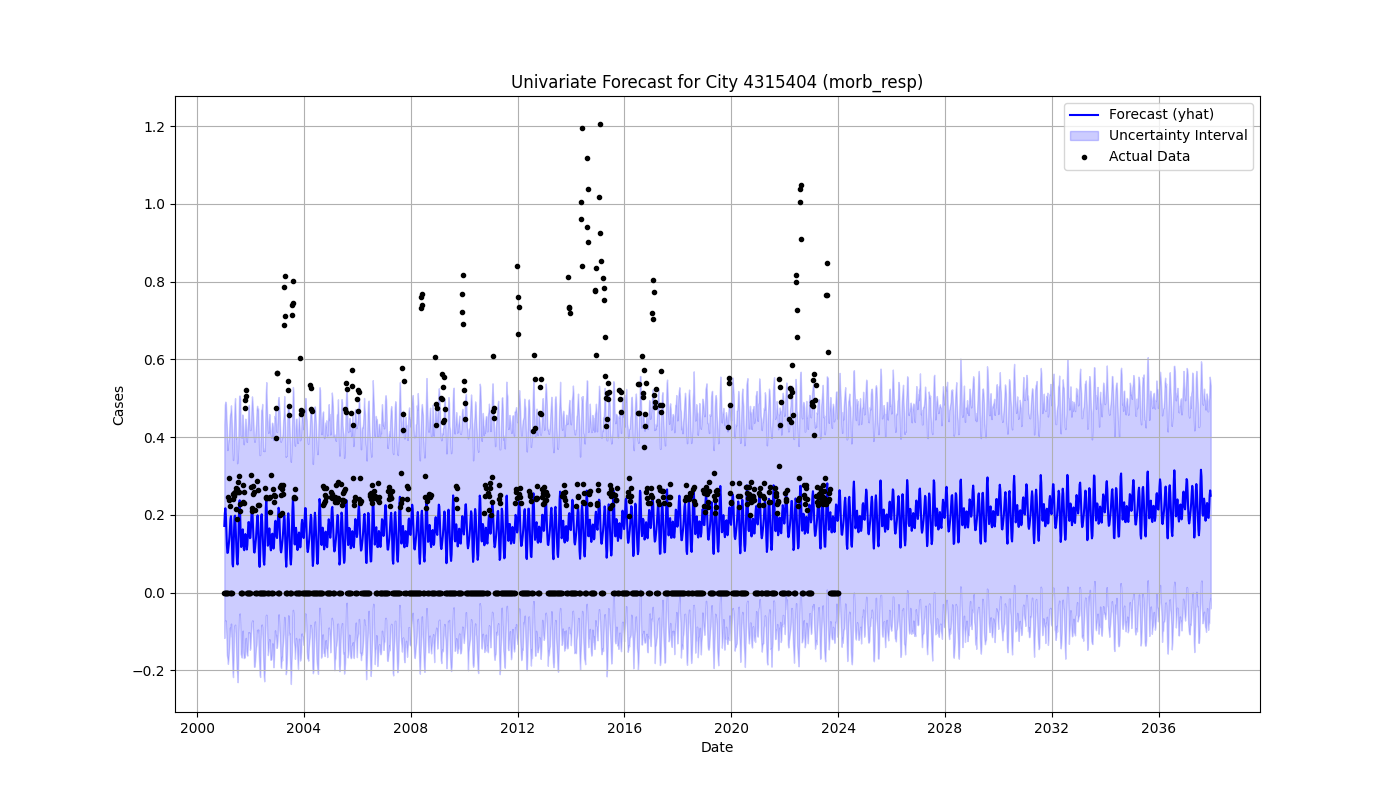 Univariate Forecast for City 4315404 (morb_resp)
Forecast (yhat)
Uncertainty Interval
Actual Data
Cases
1.2
1.0
0.8
0.6
0.4
0.2
0.0
−0.2
2000 2004 2008 2012 2016 2020 2024 2028 2032 2036
Date